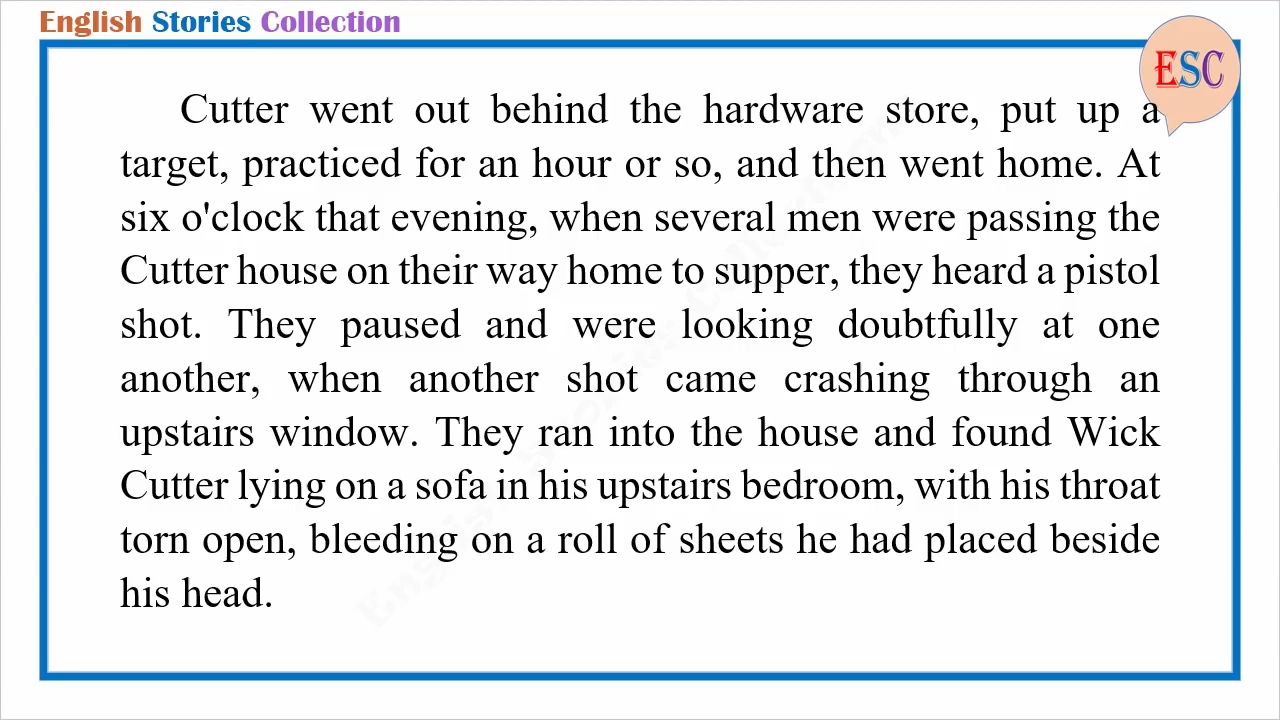 English Stories Collection
ESC
Cutter went out behind the hardware store, put up a
target, practiced for an hour or so, and then went home. At
six o'clock that evening, when several men were passing the
Cutter house on their way home to supper, they heard a pistol
shot. They paused and were looking doubtfully at one
another, when another shot came crashing through an
upstairs window. They ran into the house and found Wick
Cutter lying on a sofa in his upstairs bedroom, with his throat
torn open, bleeding on a roll of sheets he had placed beside
his head.